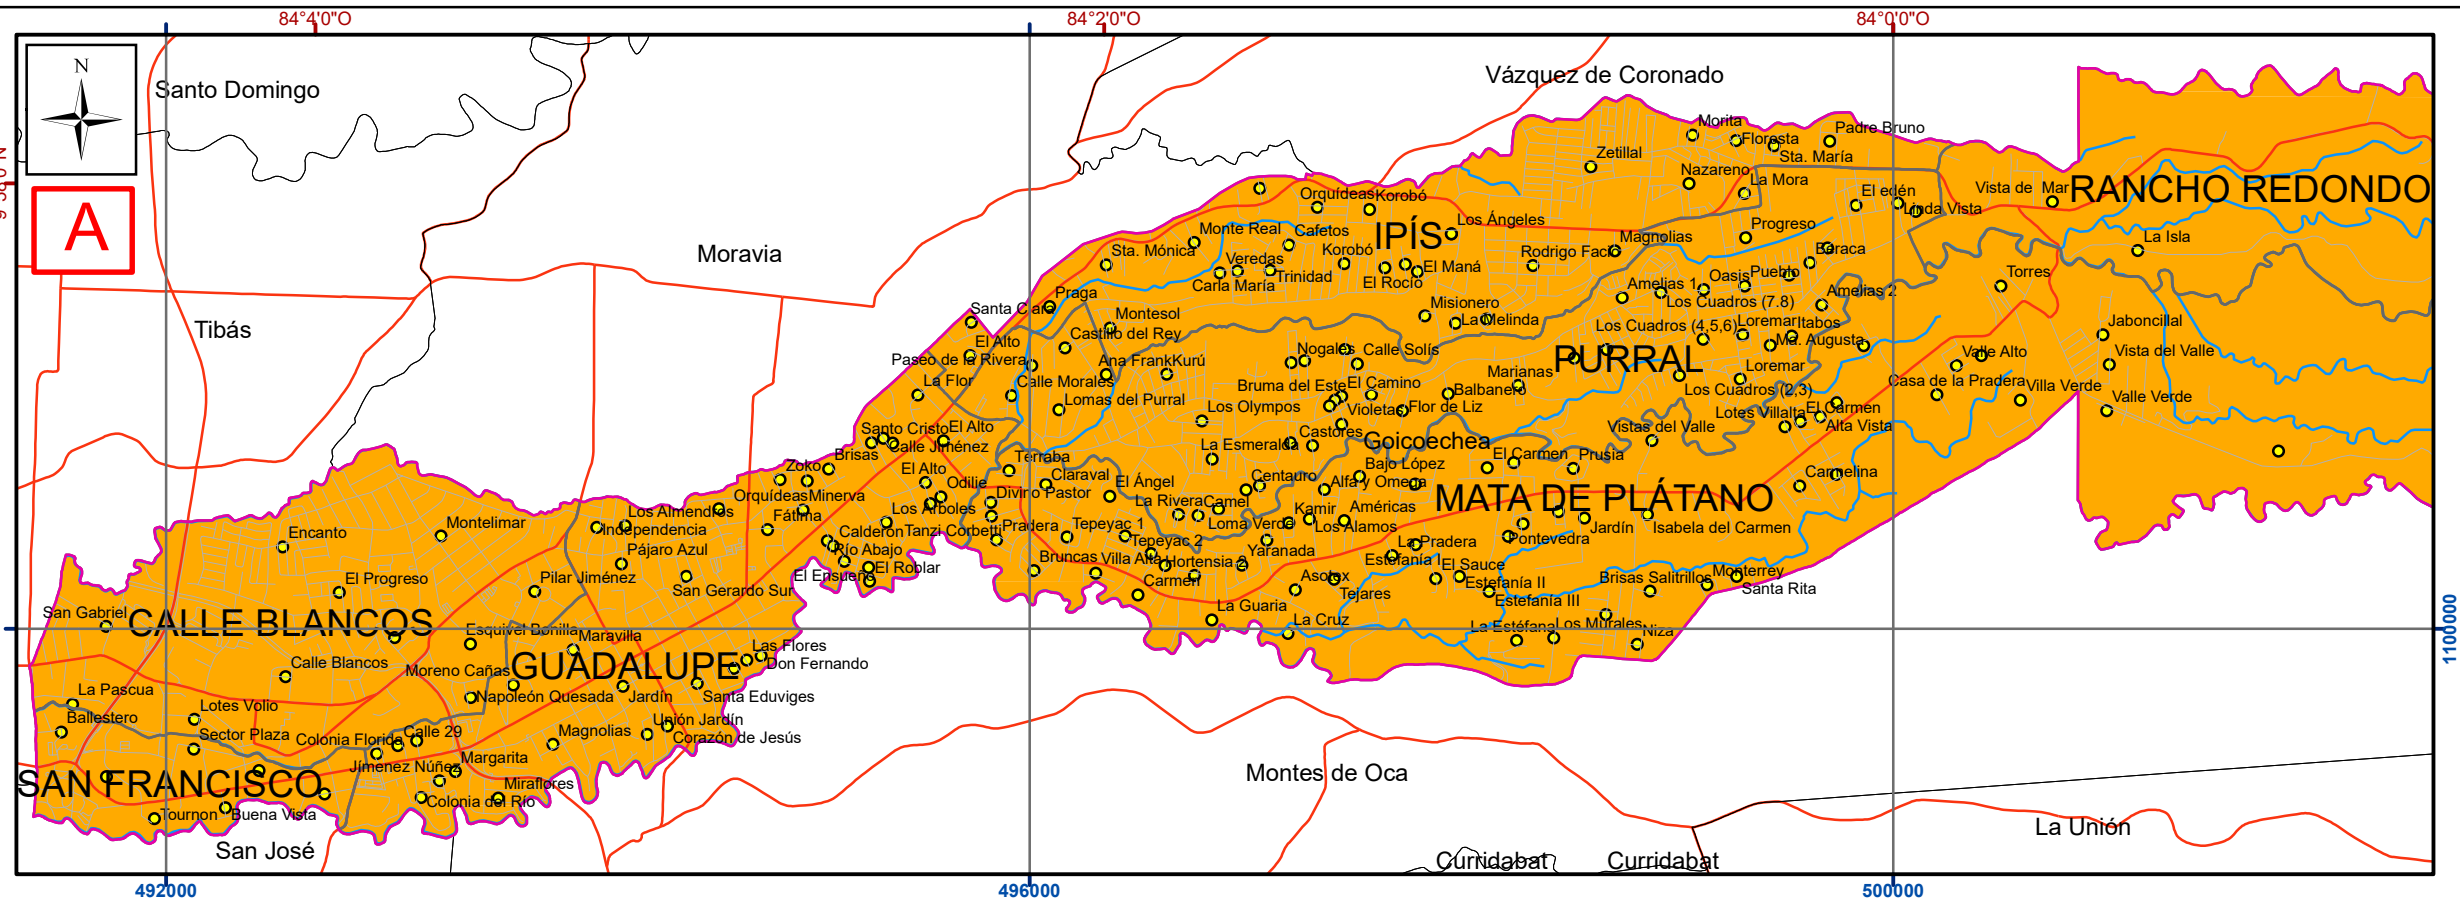 84°4'0"O
84°2'0"O
84°0'0"O
N
A
Santo Domingo
Vázquez de Coronado
Moravia
Tibás
Morita
Floresta
Padre Bruno
Sta. María
Zetillal
Nazareno
La Mora
El edén
Linda Vista
Vista de Mar
RANCHO REDONDO
Orquídeas
Korobó
Los Ángeles
IPÍS
Monte Real
Cafetos
Korobó
Sta. Mónica
Veredas
Trinidad
Carla María
El Rocío
El Maná
Rodrigo Facio
Magnolias
Progreso
Baraca
La Isla
Torres
Praga
Santa Clara
Montesol
Castillo del Rey
Misionero
La Melinda
Amelias 1
Oasis
Pueblo
Amelias 2
Los Cuadros (7.8)
Los Cuadros (4,5,6)
Loremar
Itabos
Ma. Augusta
Jaboncillal
El Alto
Paseo de la Rivera
Ana Frank
Kurú
Nogales
Calle Solís
PURRAL
Loremar
Valle Alto
Vista del Valle
La Flor
Calle Morales
Lomas del Purral
Bruma del Este
El Camino
Marianas
Balbanero
Los Cuadros (2,3)
Casa de la Pradera
Villa Verde
Valle Verde
Los Olympos
Violetas
Flor de Liz
Lotes Villalta
El Carmen
Alta Vista
Vistas del Valle
Santo Cristo
El Alto
Calle Jiménez
La Esmeralda
Castores
Goicoechea
Zoko
Brisas
Térraba
El Alto
Odilie
Claraval
El Ángel
Centauro
Bajo López
El Carmen
Prusia
Carmelina
Orquídeas
Minerva
Divino Pastor
La Rivera
Camel
Alfa y Omega
MATA DE PLÁTANO
Los Almendros
Fátima
Los Árboles
Kamir
Américas
Independencia
Montelimar
Encanto
Calderón
Tanzi Corbetti
Pradera
Tepeyac 1
Loma Verde
Los Alamos
Jardín
Isabela del Carmen
Tepeyac 2
Yaranada
La Pradera
Pontevedra
Pájaro Azul
Río Abajo
Bruncas
Villa Alta
Hortensia 2
Estefanía I
El Sauce
El Roblar
El Ensueño
Carmen
Asotex
Tejares
Estefanía II
Estefanía III
Brisas
Salitrillos
Monterrey
Santa Rita
El Progreso
Pilar Jiménez
San Gerardo Sur
San Gabriel
CALLE BLANCOS
La Guaria
La Cruz
La Estéfana
Los Murales
Niza
1100000
Esquivel Bonilla
Maravilla
Las Flores
Don Fernando
Calle Blancos
Moreno Cañas
GUADALUPE
La Pascua
Napoleón Quesada
Jardín
Santa Eduviges
Ballestero
Lotes Volio
Unión Jardín
Sector Plaza
Colonia Florida
Calle 29
Magnolias
Corazón de Jesús
Jímenez Núñez
Margarita
SAN FRANCISCO
Miraflores
Colonia del Río
Tournon
Buena Vista
San José
Montes de Oca
La Unión
Curridabat
Curridabat
492000
496000
500000